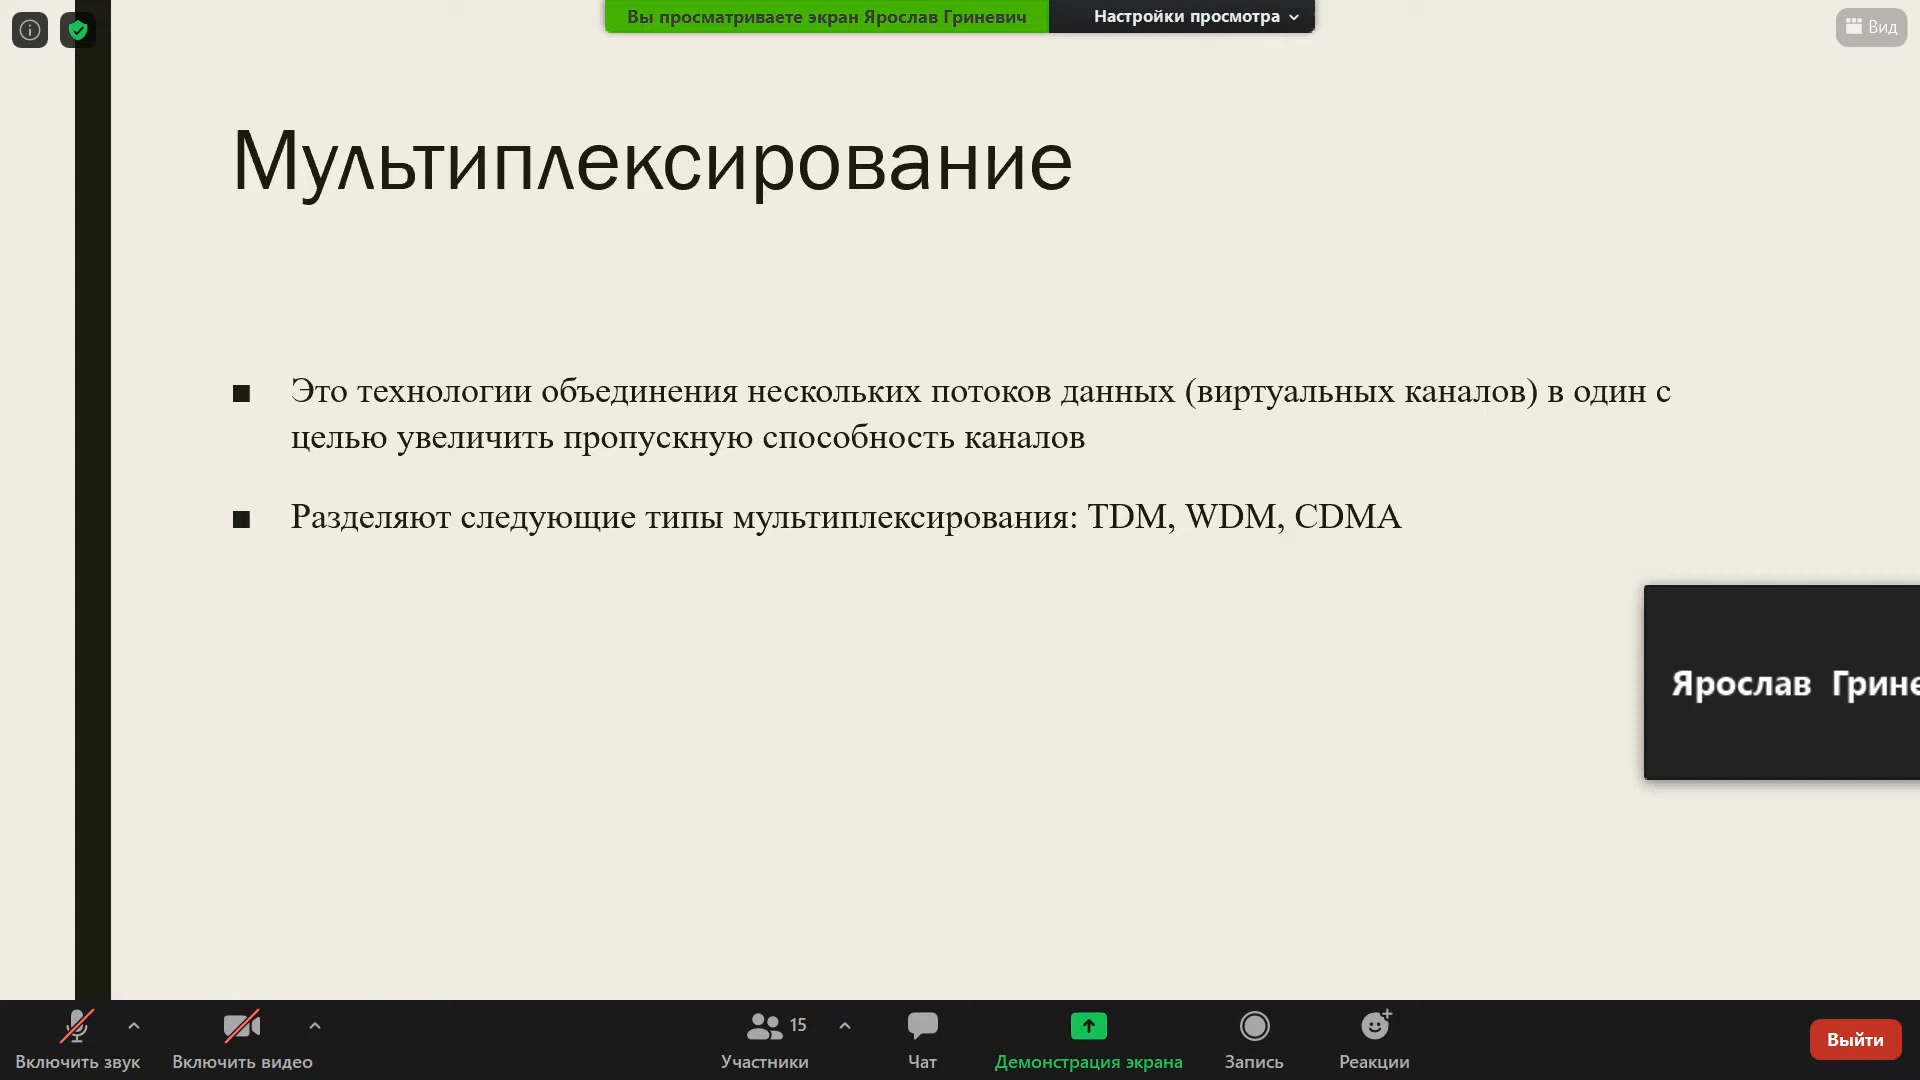 Вы просматриваете экран Ярослав Гриневич
Настройки просмотра
Вид
Мультиплексирование
Это технологии объединения нескольких потоков данных (виртуальных каналов) в один с
целью увеличить пропускную способность каналов
Разделяют следующие типы мультиплексирования: TDM, WDM, CDMA
Ярослав Грине
15
Включить звук
Включить видео
Участники
Чат
Демонстрация экрана
Запись
Реакции
Выйти